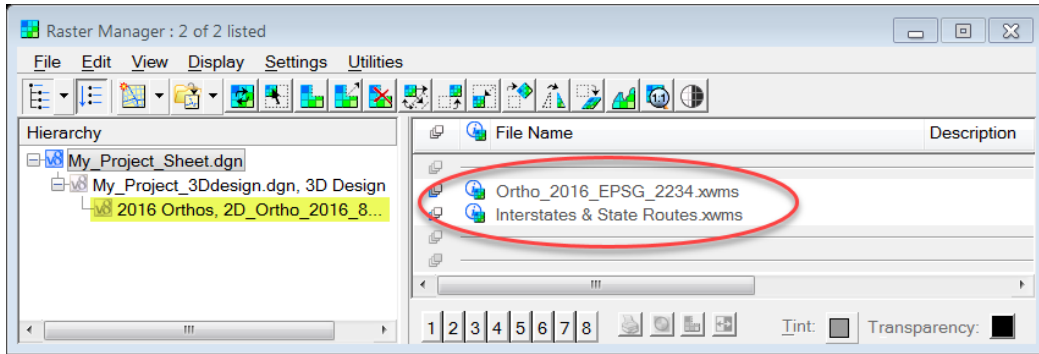 Raster Manager : 2 of 2 listed
File Edit View Display Settings Utilities
1:1
Hierarchy
File Name Description
My_Project_Sheet.dgn
My_Project_3Ddesign.dgn, 3D Design
2016 Orthos, 2D_Ortho_2016_8...
Ortho_2016_EPSG_2234.xwms
Interstates & State Routes.xwms
1 2 3 4 5 6 7 8 Tint: Transparency: